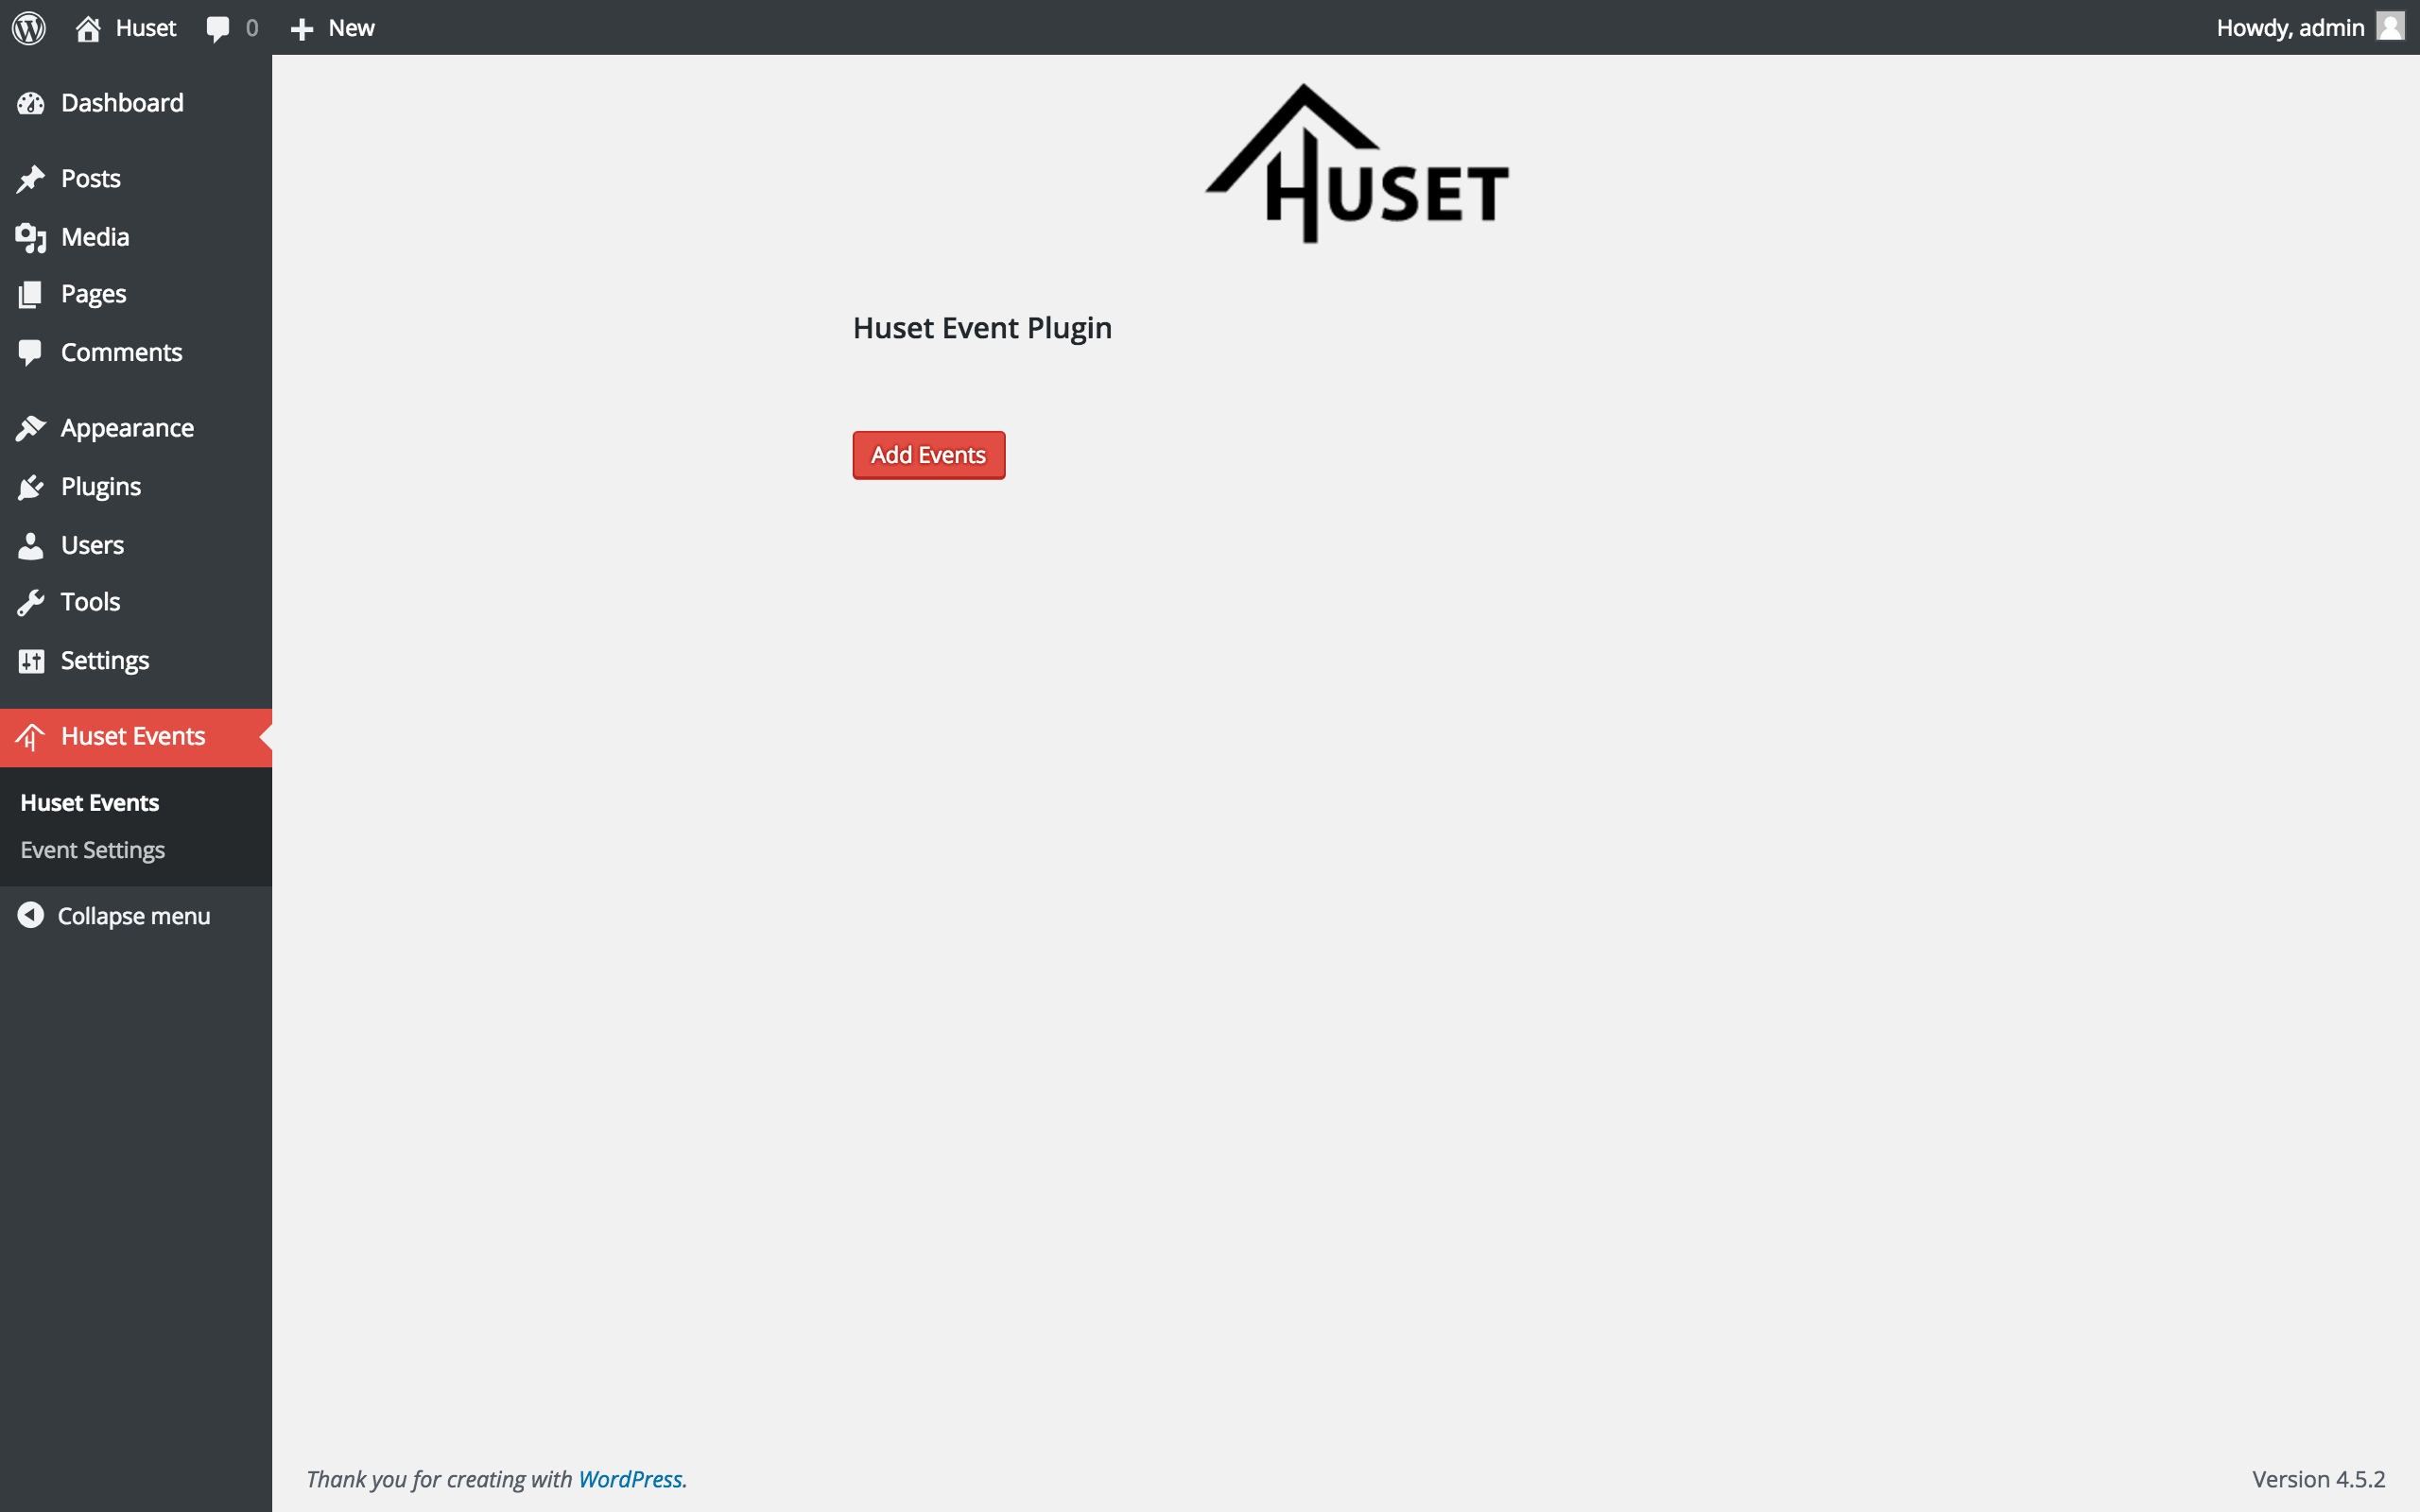 Huset 0 New Howdy, admin
Dashboard
Posts
Media
Pages
Comments
Appearance
Plugins
Users
Tools
Settings
Huset Events
Huset Events
Event Settings
Collapse menu
HUSET
Huset Event Plugin
Add Events
Thank you for creating with WordPress.
Version 4.5.2